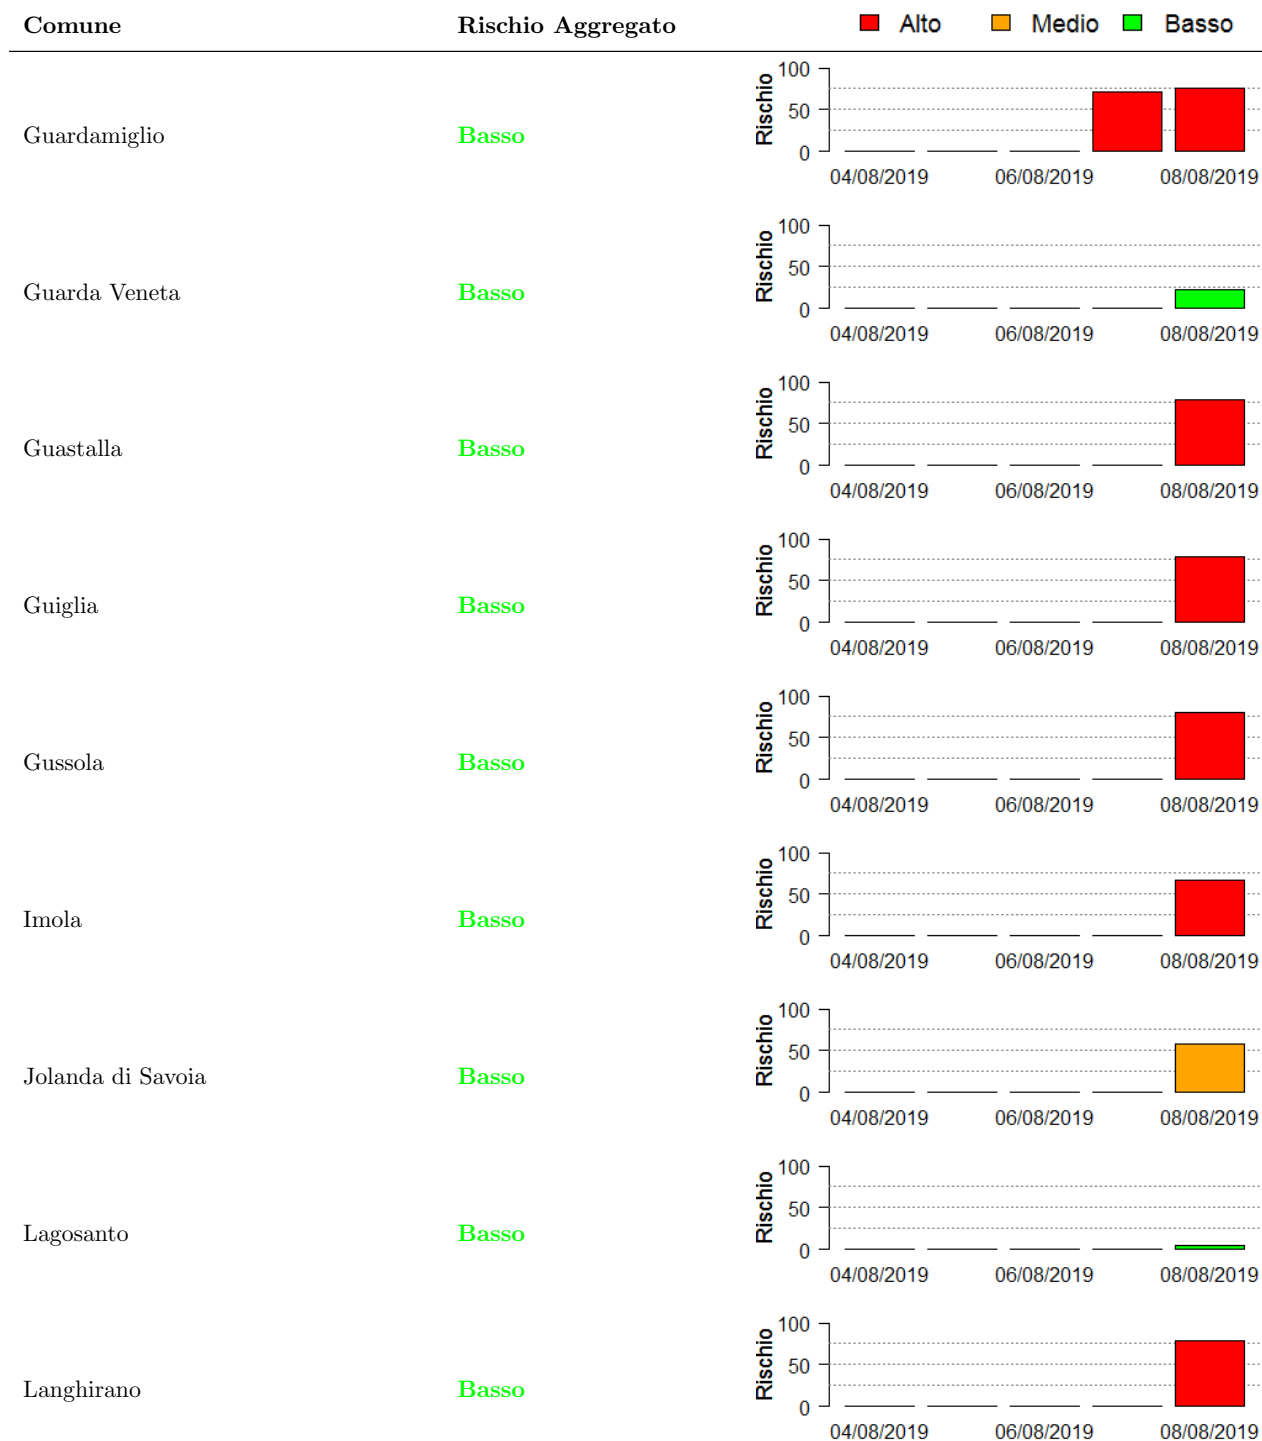 Comune Rischio Aggregato Alto Medio Basso
100
50
0
Rischio
Guardamiglio Basso
04/08/2019 06/08/2019 08/08/2019
100
50
0
Rischio
Guarda Veneta Basso
04/08/2019 06/08/2019 08/08/2019
100
50
0
Rischio
Guastalla Basso
04/08/2019 06/08/2019 08/08/2019
100
50
0
Rischio
Guiglia Basso
04/08/2019 06/08/2019 08/08/2019
100
50
0
Rischio
Gussola Basso
04/08/2019 06/08/2019 08/08/2019
100
50
0
Rischio
Imola Basso
04/08/2019 06/08/2019 08/08/2019
100
50
0
Rischio
Jolanda di Savoia Basso
04/08/2019 06/08/2019 08/08/2019
100
50
0
Rischio
Lagosanto Basso
04/08/2019 06/08/2019 08/08/2019
100
50
0
Rischio
Langhirano Basso
04/08/2019 06/08/2019 08/08/2019